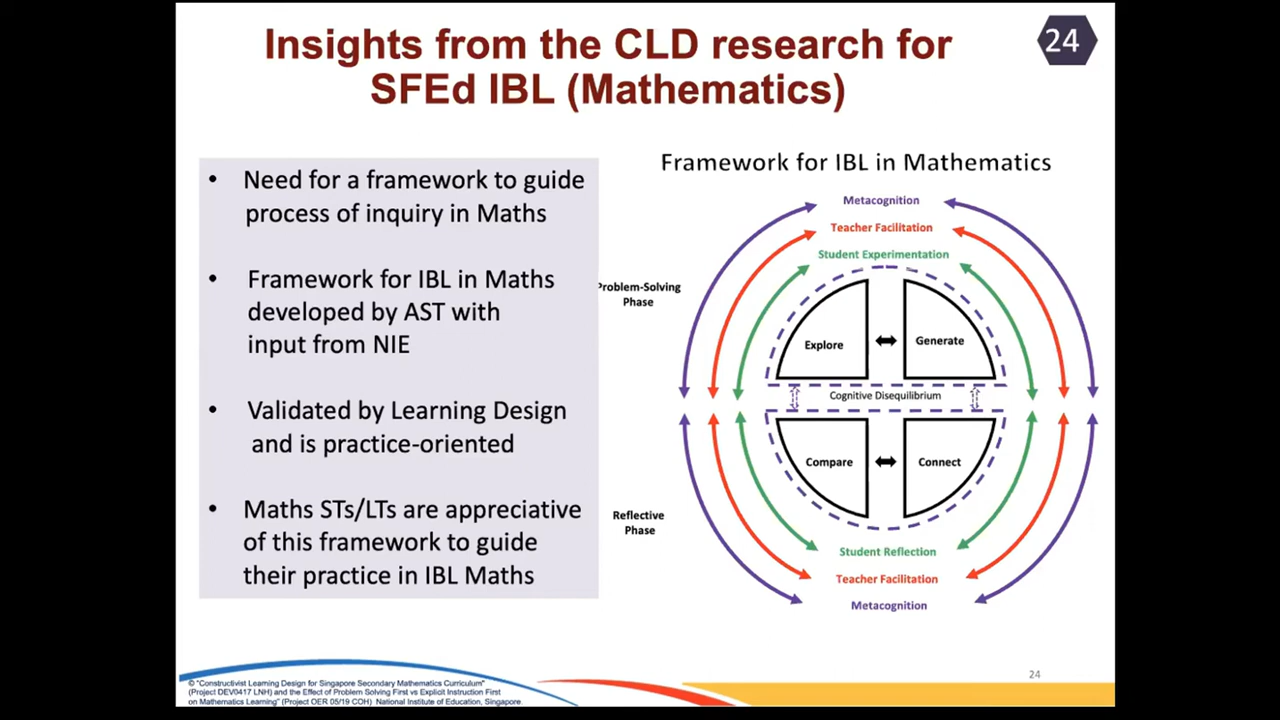 Insights from the CLD research for
SFEd IBL (Mathematics)
24
• Need for a framework to guide
process of inquiry in Maths
• Framework for IBL in Maths
developed by AST with
input from NIE
• Validated by Learning Design
and is practice-oriented
• Maths STs/LTs are appreciative
of this framework to guide
their practice in IBL Maths
Framework for IBL in Mathematics
Metacognition
Teacher Facilitation
Student Experimentation
Problem-Solving
Phase
Explore
Generate
Cognitive Disequilibrium
Compare
Connect
Reflective
Phase
Student Reflection
Teacher Facilitation
Metacognition
© "Constructivist Learning Design for Singapore Secondary Mathematics Curriculum"
(Project DEV0417 LNH) and the Effect of Problem Solving First vs Explicit Instruction First
on Mathematics Learning" (Project OER 05/19 COH) National Institute of Education, Singapore
24